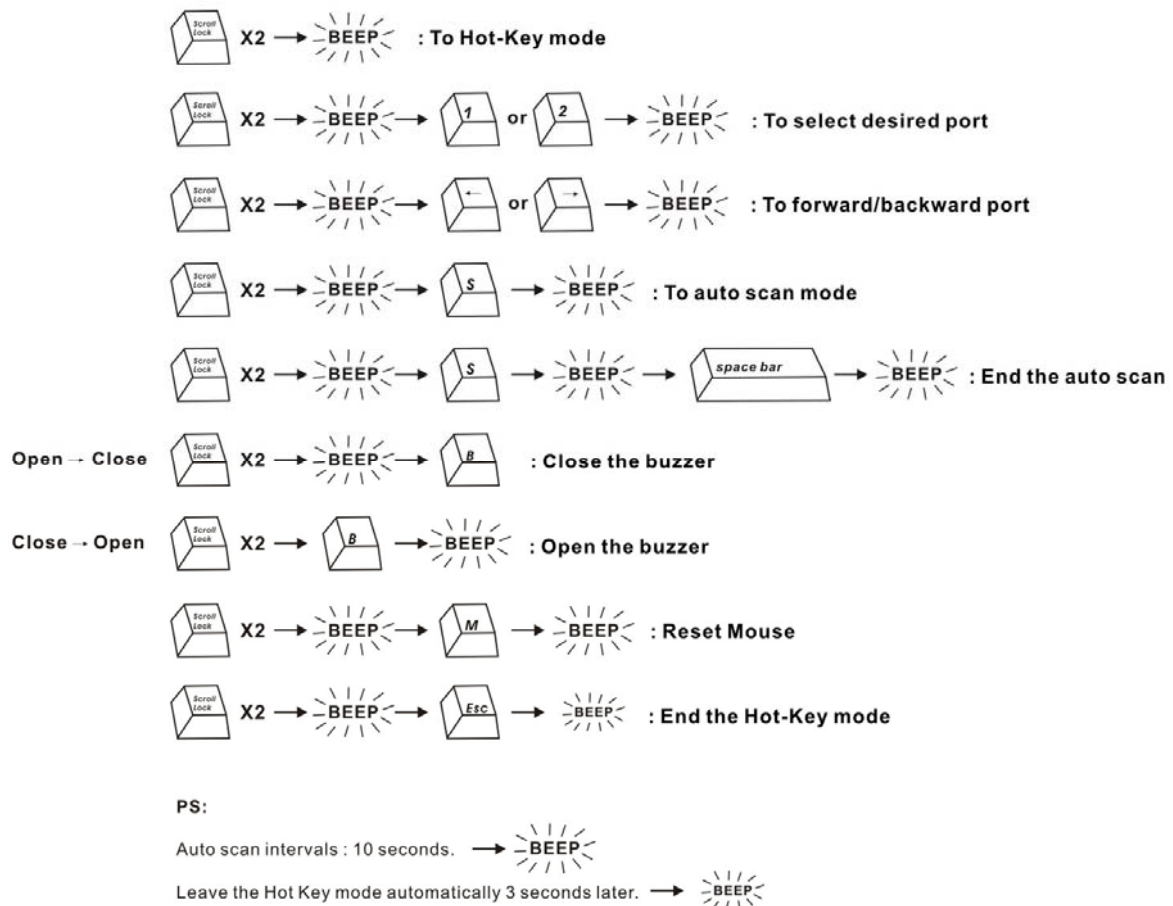 Scroll Lock X2 → BEEP : To Hot-Key mode
Scroll Lock X2 → BEEP → 1 or 2 → BEEP : To select desired port
Scroll Lock X2 → BEEP → ← or → → BEEP : To forward/backward port
Scroll Lock X2 → BEEP → S → BEEP : To auto scan mode
Scroll Lock X2 → BEEP → S → BEEP → space bar → BEEP : End the auto scan
Open → Close Scroll Lock X2 → BEEP → B : Close the buzzer
Close → Open Scroll Lock X2 → B → BEEP : Open the buzzer
Scroll Lock X2 → BEEP → M → BEEP : Reset Mouse
Scroll Lock X2 → BEEP → Esc → BEEP : End the Hot-Key mode
PS:
Auto scan intervals : 10 seconds. → BEEP
Leave the Hot Key mode automatically 3 seconds later. → BEEP